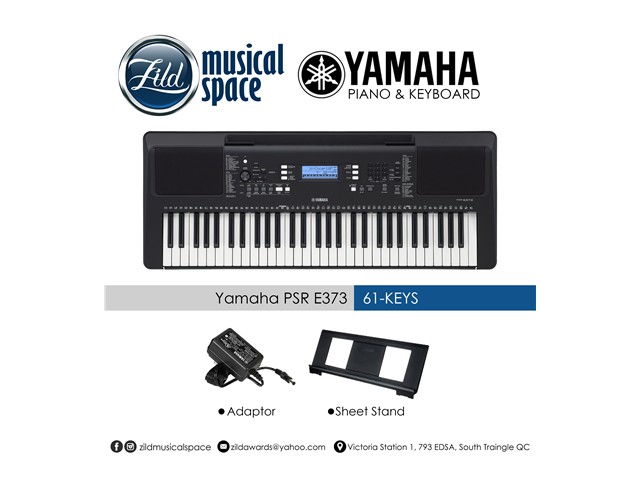 Zild
musical
space
YAMAHA
PIANO & KEYBOARD
YAMAHA
Yamaha PSR E373 61-KEYS
●Adaptor ●Sheet Stand
zildmusicalspace zildawards@yahoo.com Victoria Station 1, 793 EDSA, South Traingle QC